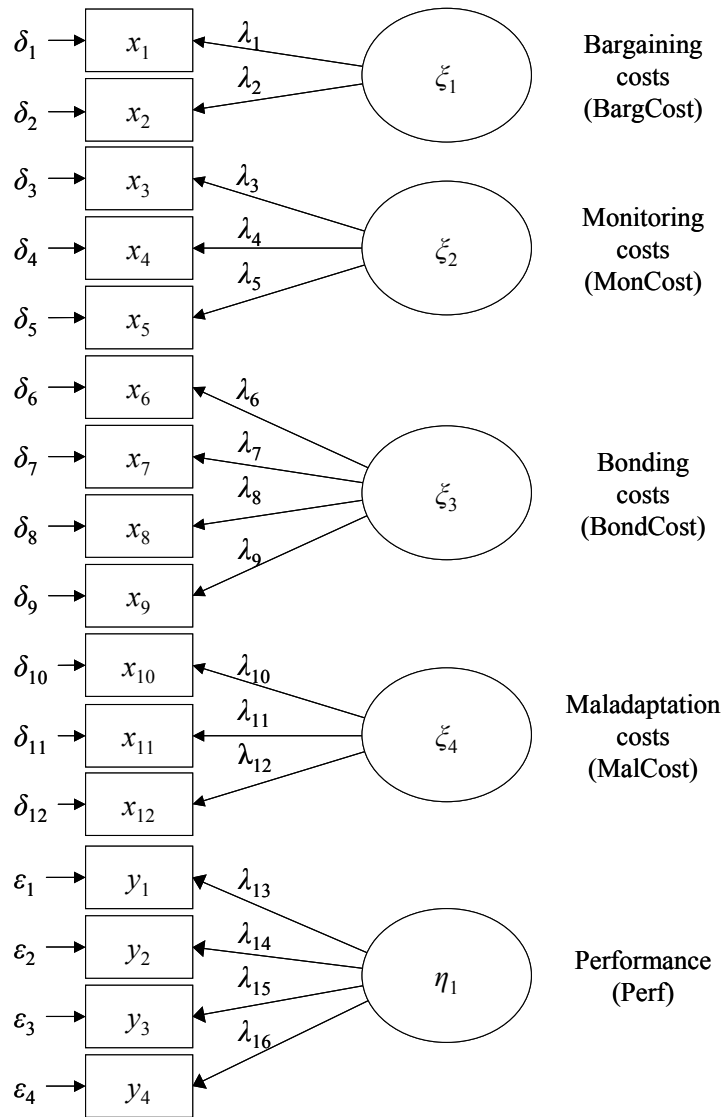 δ₁ x₁ λ₁
δ₂ x₂ λ₂
ξ₁
Bargaining
costs
(BargCost)
δ₃ x₃ λ₃
δ₄ x₄ λ₄
δ₅ x₅ λ₅
ξ₂
Monitoring
costs
(MonCost)
δ₆ x₆ λ₆
δ₇ x₇ λ₇
δ₈ x₈ λ₈
δ₉ x₉ λ₉
ξ₃
Bonding
costs
(BondCost)
δ₁₀ x₁₀ λ₁₀
δ₁₁ x₁₁ λ₁₁
δ₁₂ x₁₂ λ₁₂
ξ₄
Maladaptation
costs
(MalCost)
ε₁ y₁ λ₁₃
ε₂ y₂ λ₁₄
ε₃ y₃ λ₁₅
ε₄ y₄ λ₁₆
η₁
Performance
(Perf)